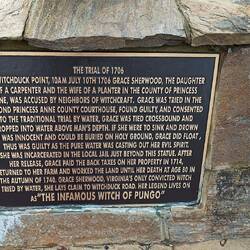 THE TRIAL OF 1706
WITCHDUCK POINT, 10AM JULY 10TH 1706 GRACE SHERWOOD, THE DAUGHTER
OF A CARPENTER AND THE WIFE OF A PLANTER IN THE COUNTY OF PRINCESS
ANNE, WAS ACCUSED BY NEIGHBORS OF WITCHCRAFT. GRACE WAS TRIED IN THE
2ND PRINCESS ANNE COUNTY COURTHOUSE, FOUND GUILTY, AND CONSENTED
TO THE TRADITIONAL TRIAL BY WATER, GRACE WAS TIED CROSSBOUND AND
DROPPED INTO WATER ABOVE MAN'S DEPTH. IF SHE WERE TO SINK AND DROWN
WAS INNOCENT AND COULD BE BURIED ON HOLY GROUND, GRACE DID FLOAT,
THUS WAS GUILTY AS THE PURE WATER WAS CASTING OUT HER EVIL SPIRIT.
SHE WAS INCARCERATED IN THE LOCAL JAIL JUST BEYOND THIS STATUE, AFTER
HER RELEASE, GRACE PAID THE BACK TAXES ON HER PROPERTY IN 1714,
RETURNED TO HER FARM AND WORKED THE LAND UNTIL HER DEATH AT 80 IN
THE AUTUMN OF 1740. GRACE SHERWOOD, VIRGINIA'S ONLY CONVICTED WITCH
TRIED BY WATER, SHE LAYS CLAIM TO WITCHDUCK ROAD. HER LEGEND LIVES ON
AS "THE INFAMOUS WITCH OF PUNGO"